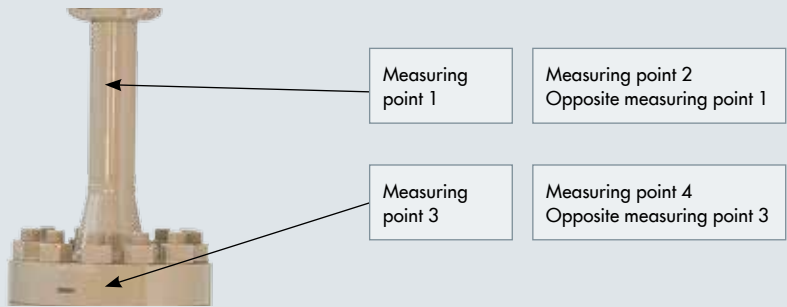 Measuring
point 1
Measuring point 2
Opposite measuring point 1
Measuring
point 3
Measuring point 4
Opposite measuring point 3